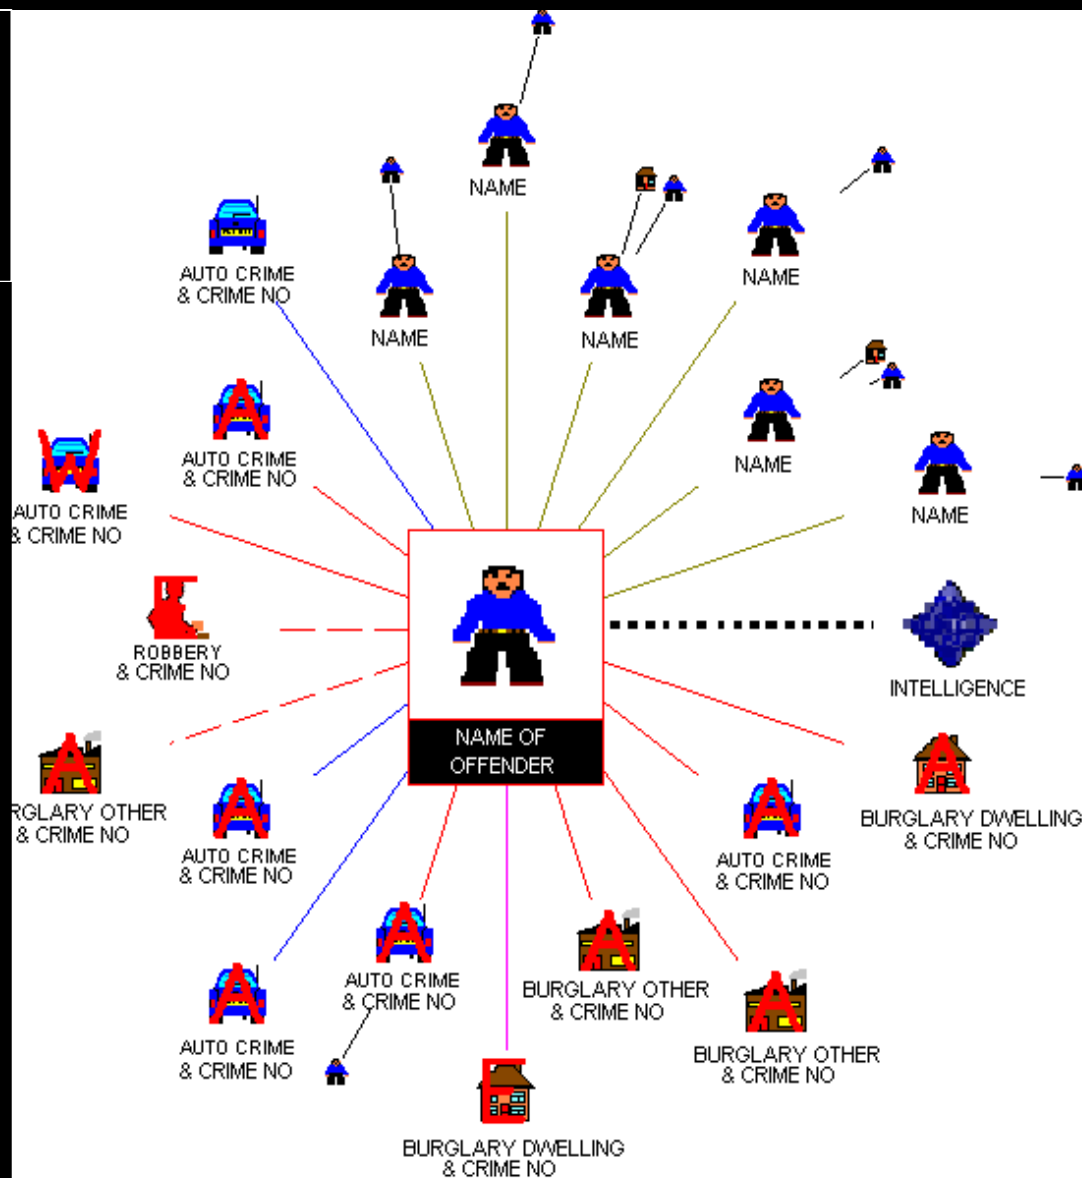 NAME
AUTO CRIME
& CRIME NO
NAME
NAME
NAME
AUTO CRIME
& CRIME NO
NAME
AUTO CRIME
& CRIME NO
NAME
ROBBERY
& CRIME NO
INTELLIGENCE
NAME OF
OFFENDER
RGLARY OTHER
& CRIME NO
BURGLARY DWELLING
& CRIME NO
AUTO CRIME
& CRIME NO
AUTO CRIME
& CRIME NO
AUTO CRIME
& CRIME NO
BURGLARY OTHER
& CRIME NO
AUTO CRIME
& CRIME NO
BURGLARY OTHER
& CRIME NO
BURGLARY DWELLING
& CRIME NO
A
W
E
A
A
A
A
A
A
A
A
E